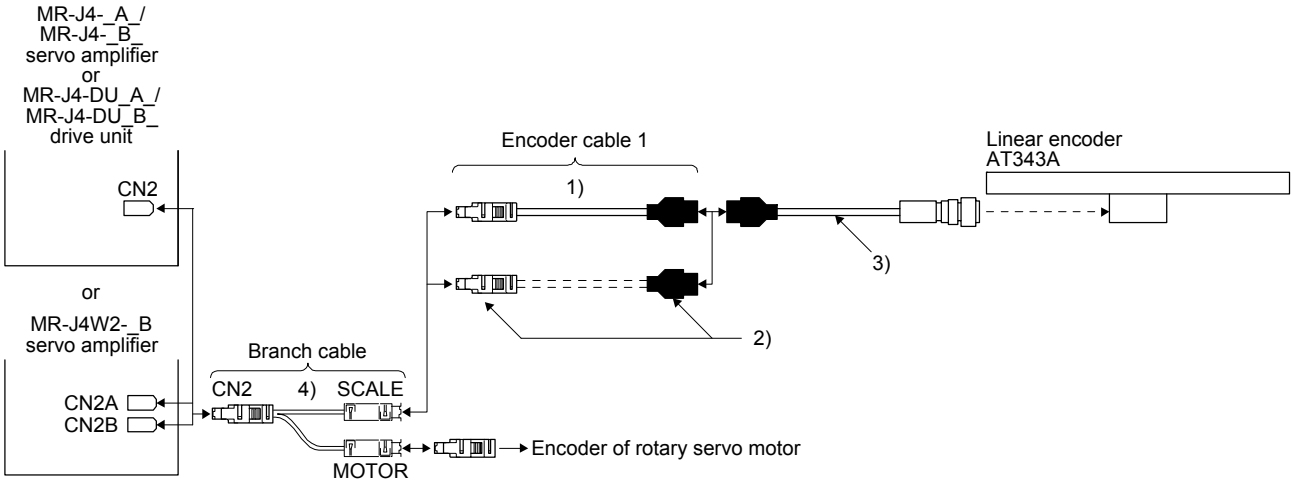 MR-J4-_A_/
MR-J4-_B_
servo amplifier
or
MR-J4-DU_A_/
MR-J4-DU_B_
drive unit
CN2
or
MR-J4W2-_B
servo amplifier
CN2A
CN2B
Branch cable
CN2
4)
SCALE
MOTOR
Encoder of rotary servo motor
Encoder cable 1
1)
2)
3)
Linear encoder
AT343A